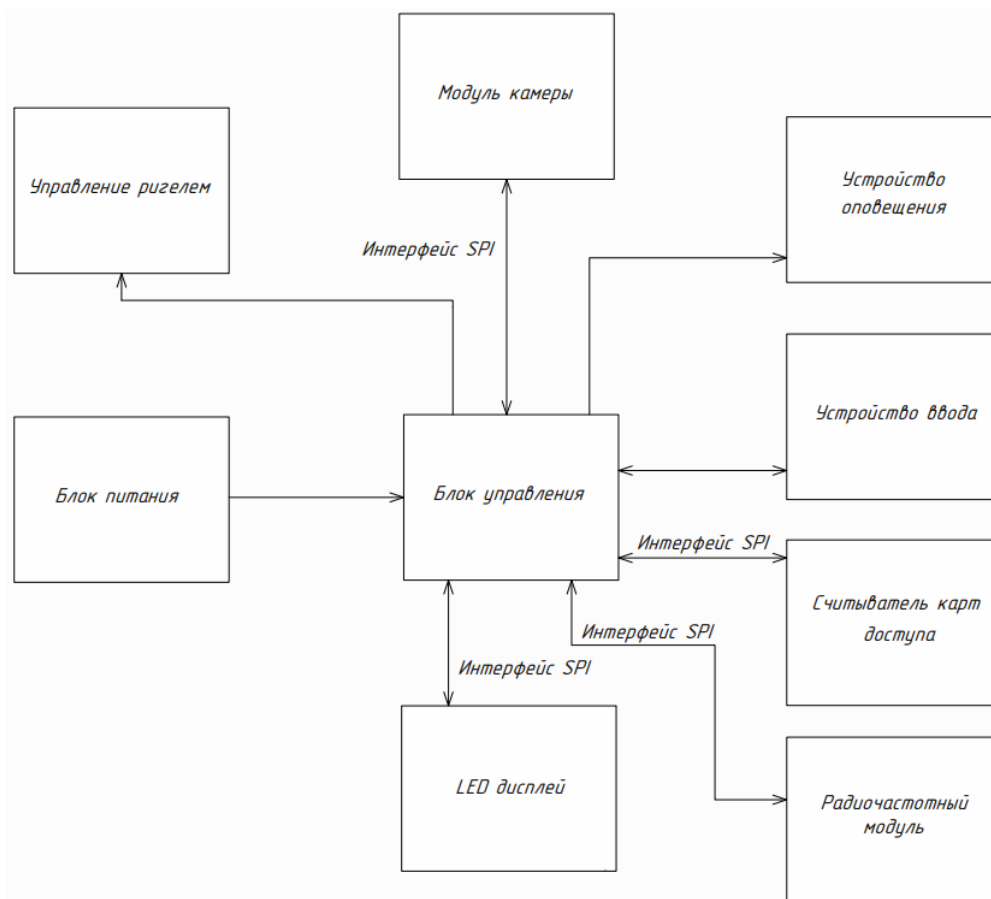 Модуль камеры
Управление ригелем
Устройство
оповещения
Интерфейс SPI
Устройство ввода
Блок питания
Блок управления
Интерфейс SPI
Считыватель карт
доступа
Интерфейс SPI
Интерфейс SPI
LED дисплей
Радиочастотный
модуль